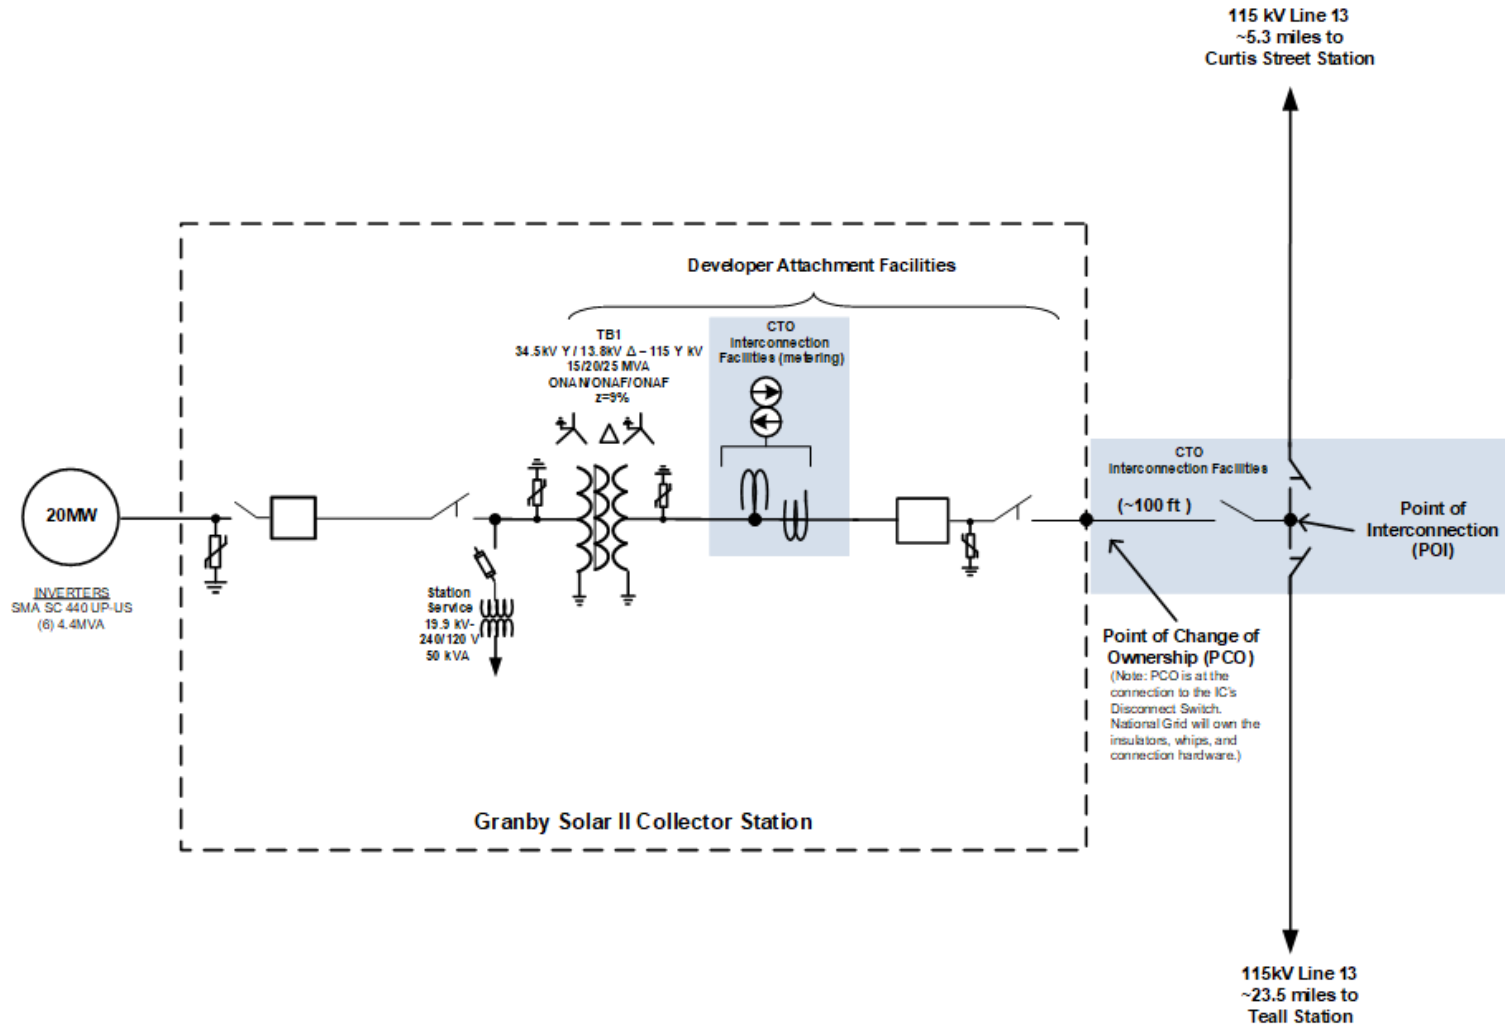 115 kV Line 13
~5.3 miles to
Curtis Street Station
Developer Attachment Facilities
TB1
34.5kV Y / 13.8kV Δ – 115 Y kV
15/20/25 MVA
ONAN/ONAF/ONAF
z=9%
CTO
Interconnection
Facilities (metering)
CTO
Interconnection Facilities
(~100 ft )
Point of
Interconnection
(POI)
20MW
INVERTERS
SMA SC 440 UP-US
(6) 4.4MVA
Station
Service
19.9 kV-
240/120 V
50 kVA
Point of Change of
Ownership (PCO)
(Note: PCO is at the
connection to the IC's
Disconnect Switch.
National Grid will own the
insulators, whips, and
connection hardware.)
Granby Solar II Collector Station
115kV Line 13
~23.5 miles to
Teall Station